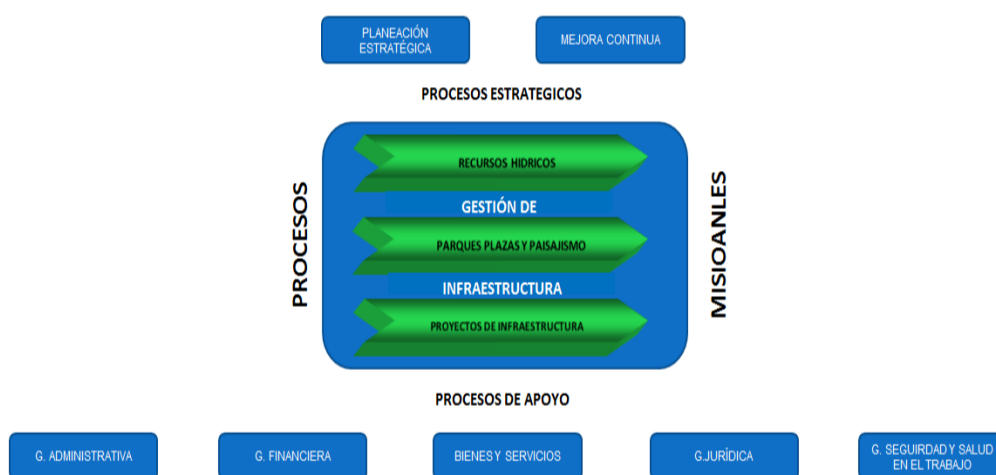 PLANEACIÓN
ESTRATÉGICA
MEJORA CONTINUA
PROCESOS ESTRATEGICOS
PROCESOS
RECURSOS HIDRICOS
GESTIÓN DE
PARQUES PLAZAS Y PAISAJISMO
INFRAESTRUCTURA
PROYECTOS DE INFRAESTRUCTURA
MISIOANLES
PROCESOS DE APOYO
G. ADMINISTRATIVA
G. FINANCIERA
BIENES Y SERVICIOS
G.JURÍDICA
G. SEGUIRDAD Y SALUD
EN EL TRABAJO